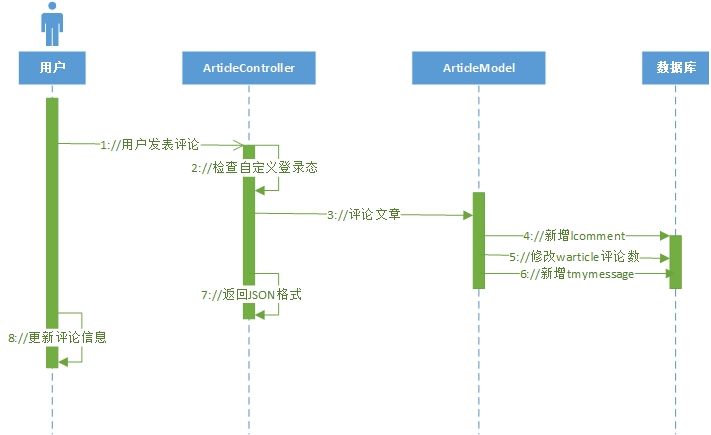 用户
ArticleController
ArticleModel
数据库
1://用户发表评论
2://检查自定义登录态
3://评论文章
4://新增lcomment
5://修改warticle评论数
6://新增tmymessage
7://返回JSON格式
8://更新评论信息